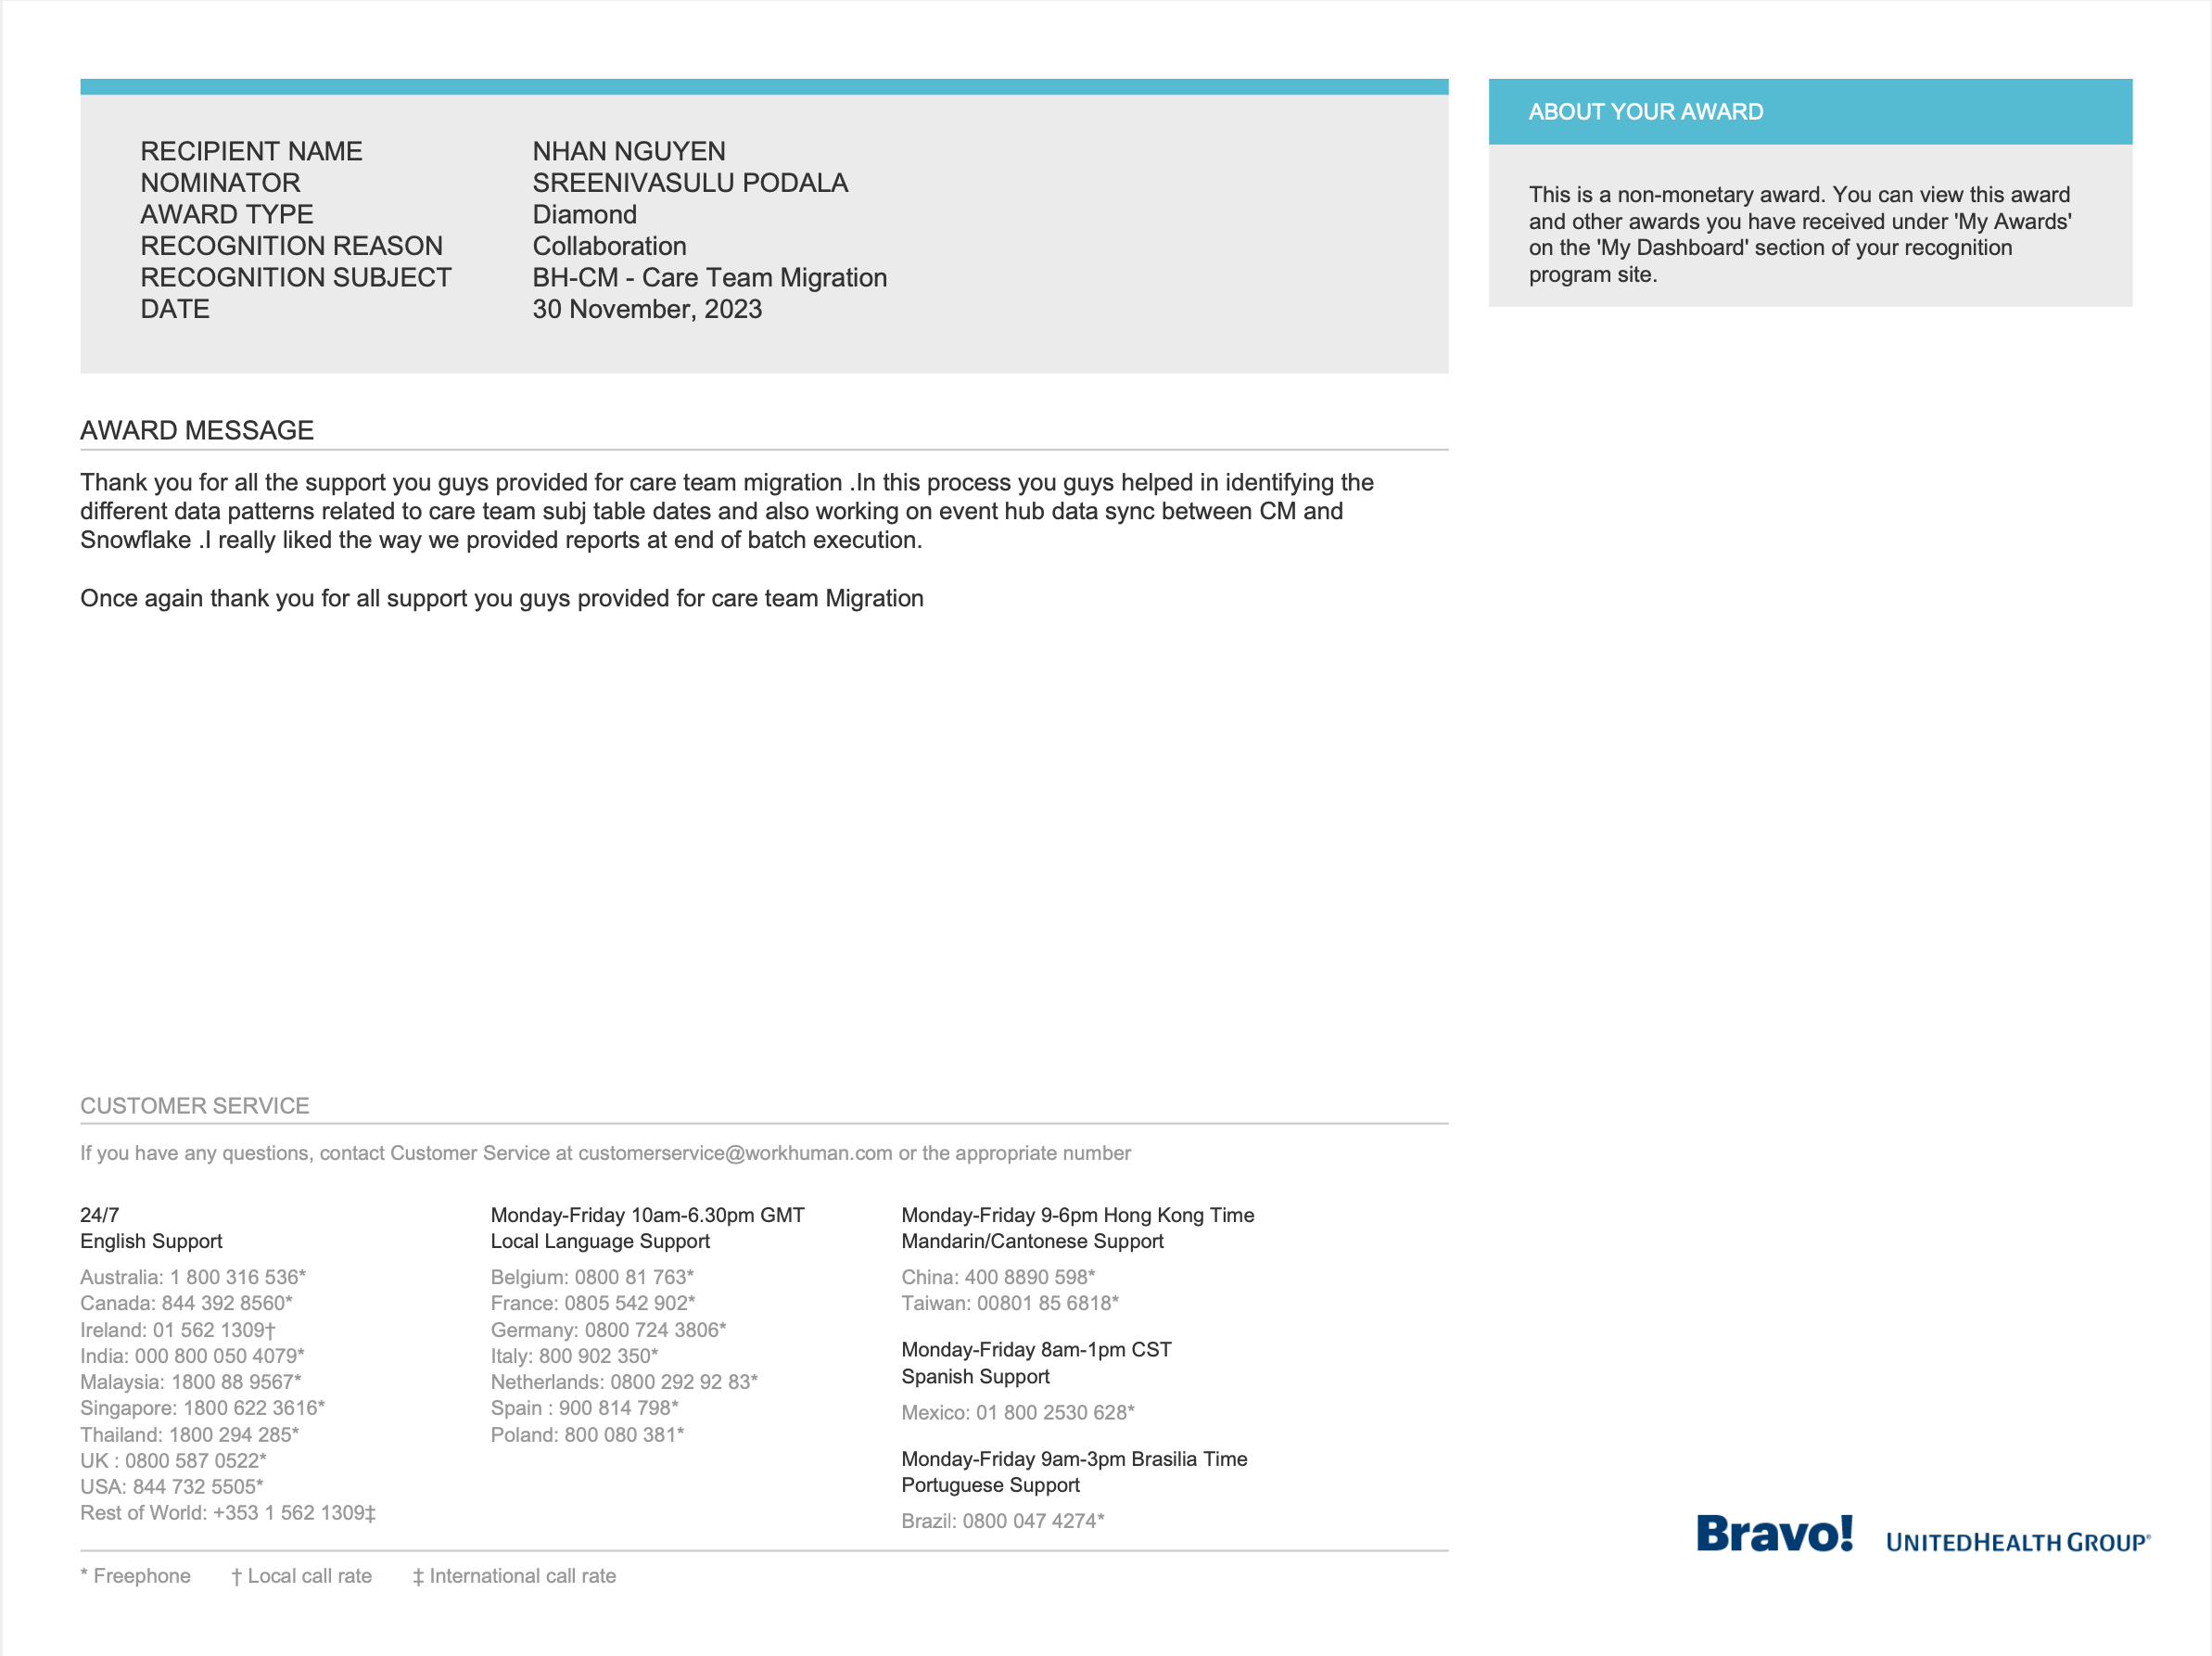 RECIPIENT NAME NHAN NGUYEN
NOMINATOR SREENIVASULU PODALA
AWARD TYPE Diamond
RECOGNITION REASON Collaboration
RECOGNITION SUBJECT BH-CM - Care Team Migration
DATE 30 November, 2023
ABOUT YOUR AWARD
This is a non-monetary award. You can view this award
and other awards you have received under 'My Awards'
on the 'My Dashboard' section of your recognition
program site.
AWARD MESSAGE
Thank you for all the support you guys provided for care team migration .In this process you guys helped in identifying the
different data patterns related to care team subj table dates and also working on event hub data sync between CM and
Snowflake .I really liked the way we provided reports at end of batch execution.
Once again thank you for all support you guys provided for care team Migration
CUSTOMER SERVICE
If you have any questions, contact Customer Service at customerservice@workhuman.com or the appropriate number
24/7
English Support
Australia: 1 800 316 536*
Canada: 844 392 8560*
Ireland: 01 562 1309†
India: 000 800 050 4079*
Malaysia: 1800 88 9567*
Singapore: 1800 622 3616*
Thailand: 1800 294 285*
UK : 0800 587 0522*
USA: 844 732 5505*
Rest of World: +353 1 562 1309‡
Monday-Friday 10am-6.30pm GMT
Local Language Support
Belgium: 0800 81 763*
France: 0805 542 902*
Germany: 0800 724 3806*
Italy: 800 902 350*
Netherlands: 0800 292 92 83*
Spain : 900 814 798*
Poland: 800 080 381*
Monday-Friday 9-6pm Hong Kong Time
Mandarin/Cantonese Support
China: 400 8890 598*
Taiwan: 00801 85 6818*
Monday-Friday 8am-1pm CST
Spanish Support
Mexico: 01 800 2530 628*
Monday-Friday 9am-3pm Brasilia Time
Portuguese Support
Brazil: 0800 047 4274*
* Freephone † Local call rate ‡ International call rate
Bravo! UNITEDHEALTH GROUP®